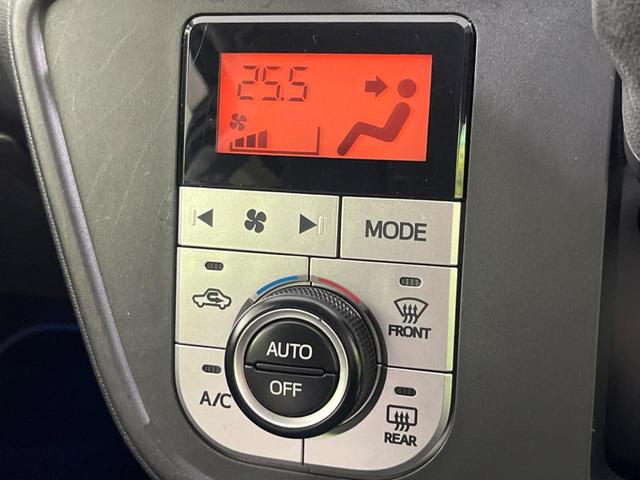 25.5
MODE
FRONT
AUTO
OFF
A/C
REAR